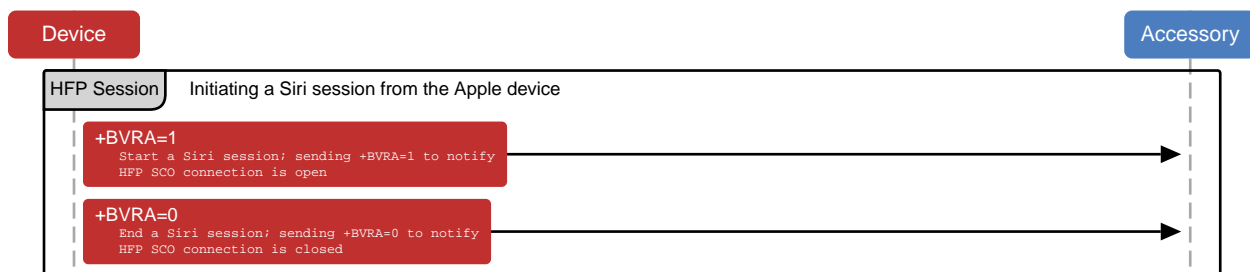 Device
Accessory
HFP Session
Initiating a Siri session from the Apple device
+BVRA=1
Start a Siri session; sending +BVRA=1 to notify
HFP SCO connection is open
+BVRA=0
End a Siri session; sending +BVRA=0 to notify
HFP SCO connection is closed